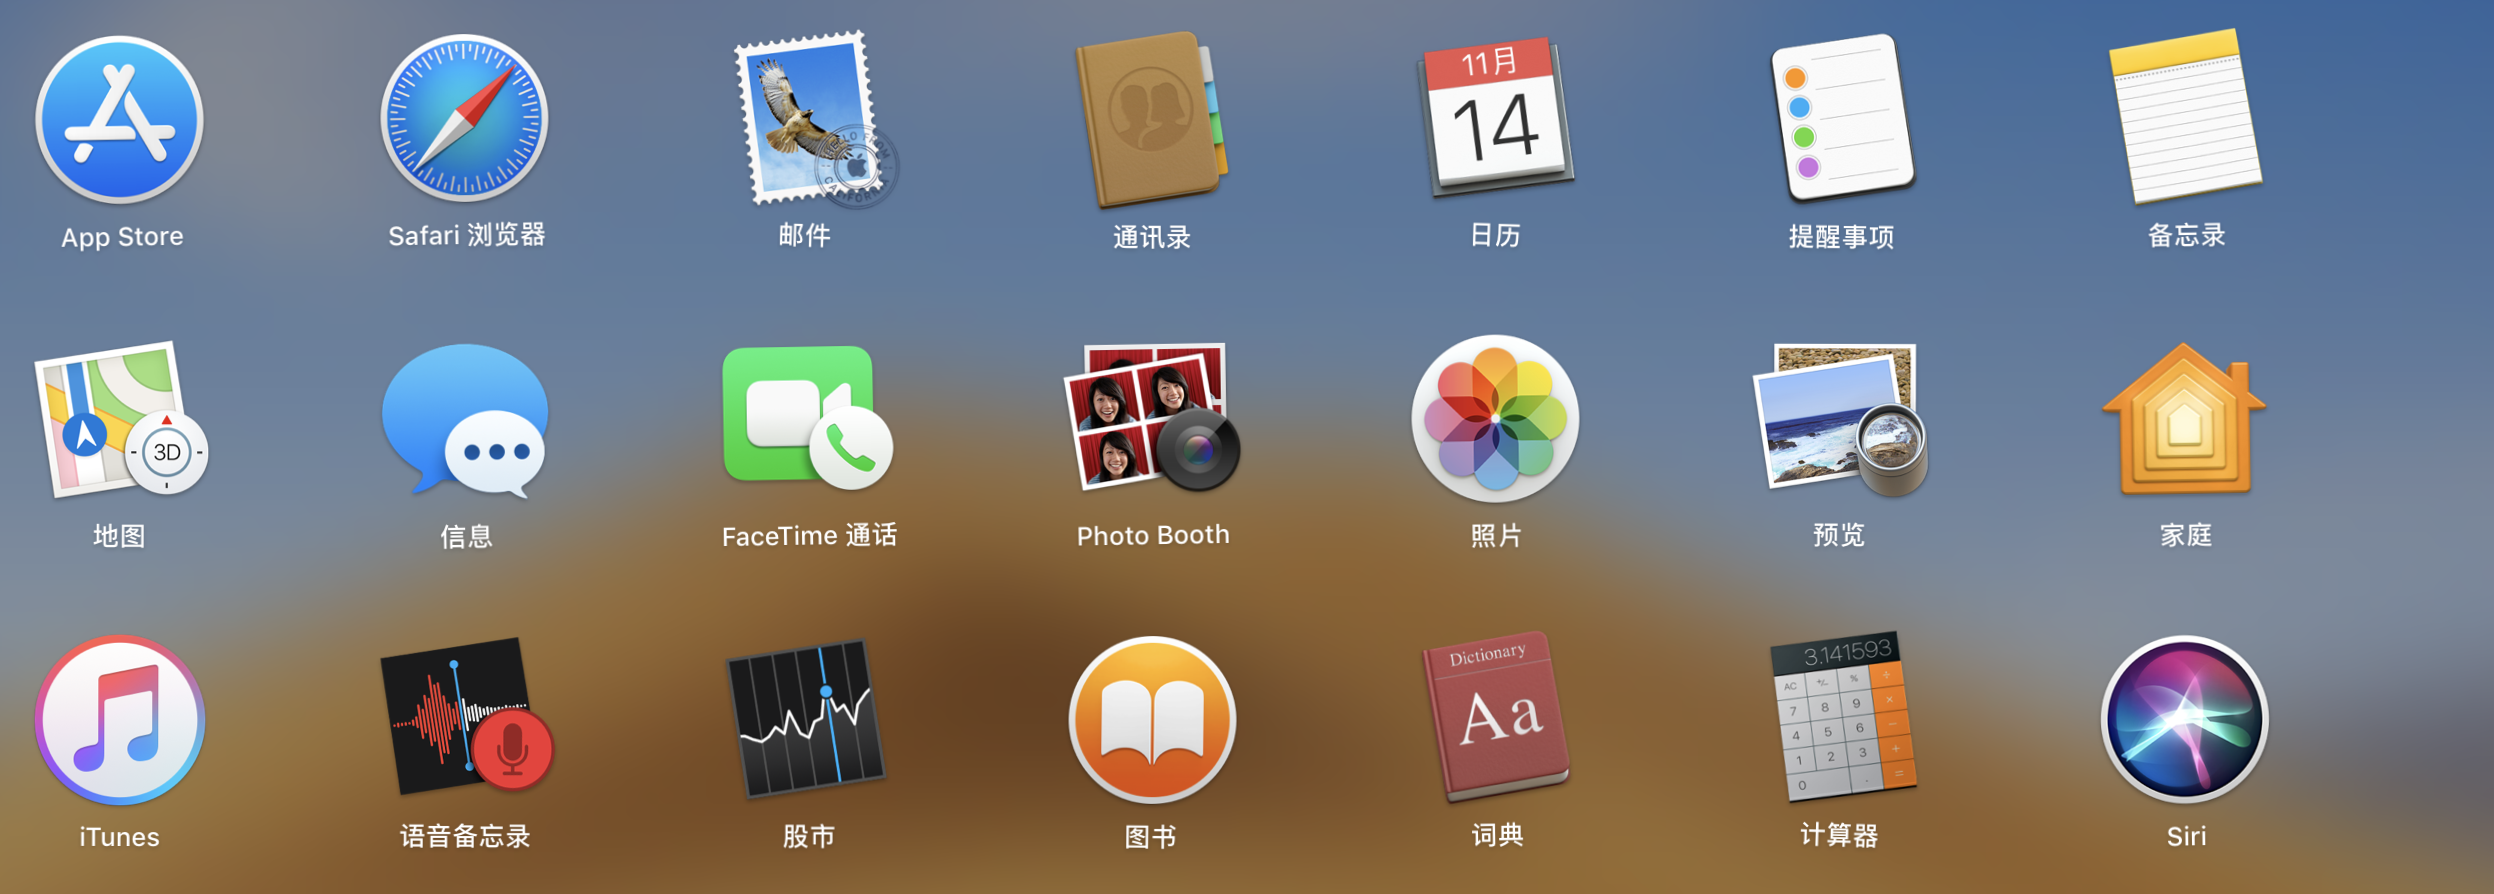 11月
14
HELLO FROM
CALIFORNIA
App Store
Safari 浏览器
邮件
通讯录
日历
提醒事项
备忘录
3D
地图
信息
FaceTime 通话
Photo Booth
照片
预览
家庭
Dictionary
Aa
3.141593
AC +/- % ÷
7 8 9 ×
4 5 6 −
1 2 3 +
0 . =
iTunes
语音备忘录
股市
图书
词典
计算器
Siri